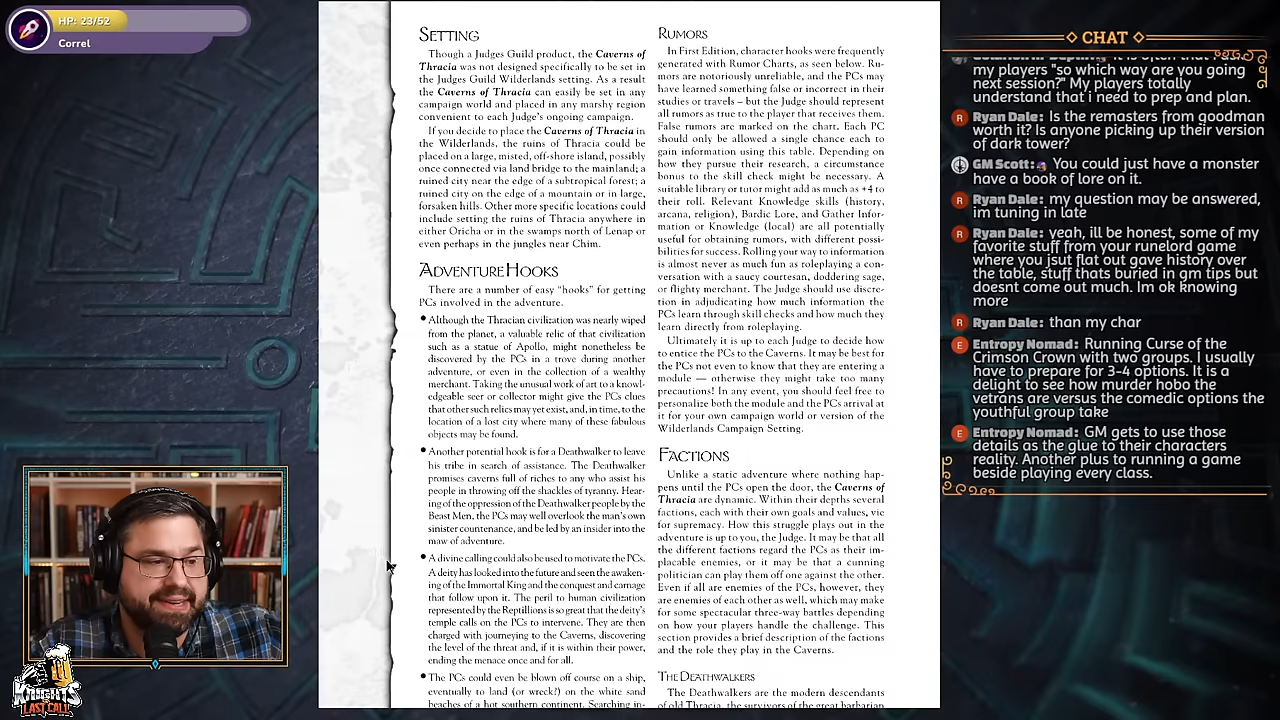 HP: 23/52
Correl
SETTING
Though a Judges Guild product, the Caverns of
Thracia was not designed specifically to be set in
the Judges Guild Wilderlands setting. As a result
the Caverns of Thracia can easily be set in any
campaign world and placed in any marshy region
convenient to each Judge's ongoing campaign.
If you decide to place the Caverns of Thracia in
the Wilderlands, the ruins of Thracia could be
placed on a large, misted, off-shore island, possibly
once connected via land bridge to the mainland; a
ruined city near the edge of a subtropical forest; a
ruined city on the edge of a mountain or in large,
forsaken hills. Other more specific locations could
include setting the ruins of Thracia anywhere in
either Oricha or in the swamps north of Lenap or
even perhaps in the jungles near Chim.
ADVENTURE HOOKS
There are a number of easy "hooks" for getting
PCs involved in the adventure.
• Although the Thracian civilization was nearly wiped
from the planet, a valuable relic of that civilization
such as a statue of Apollo, might nonetheless be
discovered by the PCs in a trove during another
adventure, or even in the collection of a wealthy
merchant. Taking the unusual work of art to a knowl-
edgeable seer or collector might give the PCs clues
that other such relics may yet exist, and, in time, to the
location of a lost city where many of these fabulous
objects may be found.
• Another potential hook is for a Deathwalker to leave
his tribe in search of assistance. The Deathwalker
promises caverns full of riches to any who assist his
people in throwing off the shackles of tyranny. Hear-
ing of the oppression of the Deathwalker people by the
Beast Men, the PCs may well overlook the man's own
sinister countenance, and be led by an insider into the
maw of adventure.
• A divine calling could also be used to motivate the PCs.
A deity has looked into the future and seen the awaken-
ing of the Immortal King and the conquest and carnage
that follow upon it. The peril to human civilization
represented by the Reptilians is so great that the deity's
temple calls on the PCs to intervene. They are then
charged with journeying to the Caverns, discovering
the level of the threat and, if it is within their power,
ending the menace once and for all.
• The PCs could even be blown off course on a ship,
eventually to land (or wreck?) on the white sand
beaches of a hot southern continent. Searching in-
RUMORS
In First Edition, character hooks were frequently
generated with Rumor Charts, as seen below. Ru-
mors are notoriously unreliable, and the PCs may
have learned something false or incorrect in their
studies or travels – but the Judge should represent
all rumors as true to the player that receives them.
False rumors are marked on the chart. Each PC
should only be allowed a single chance each to
gain information using this table. Depending on
how they pursue their research, a circumstance
bonus to the skill check might be necessary. A
suitable library or tutor might add as much as +4 to
their roll. Relevant Knowledge skills (history,
arcana, religion), Bardic Lore, and Gather Infor-
mation or Knowledge (local) are all potentially
useful for obtaining rumors, with different possi-
bilities for success. Rolling your way to information
is almost never as much fun as roleplaying a con-
versation with a saucy courtesan, doddering sage,
or flighty merchant. The Judge should use discre-
tion in adjudicating how much information the
PCs learn through skill checks and how much they
learn directly from roleplaying.
Ultimately it is up to each Judge to decide how
to entice the PCs to the Caverns. It may be best for
the PCs not even to know that they are entering a
module — otherwise they might take too many
precautions! In any event, you should feel free to
personalize both the module and the PCs arrival at
it for your own campaign world or version of the
Wilderlands Campaign Setting.
FACTIONS
Unlike a static adventure where nothing hap-
pens until the PCs open the door, the Caverns of
Thracia are dynamic. Within their depths several
factions, each with their own goals and values, vie
for supremacy. How this struggle plays out in the
adventure is up to you, the Judge. It may be that all
the different factions regard the PCs as their im-
placable enemies, or it may be that a cunning
politician can play them off one against the other.
Even if all are enemies of the PCs, however, they
are enemies of each other as well, which may make
for some spectacular three-way battles depending
on how your players handle the challenge. This
section provides a brief description of the factions
and the role they play in the Caverns.
THE DEATHWALKERS
The Deathwalkers are the modern descendants
of old Thracia, the survivors of the great barbarian
CHAT
my players "so which way are you going
next session?" My players totally
understand that i need to prep and plan.
Ryan Dale: Is the remasters from goodman
worth it? Is anyone picking up their version
of dark tower?
GM Scott: You could just have a monster
have a book of lore on it.
Ryan Dale: my question may be answered,
im tuning in late
Ryan Dale: yeah, ill be honest, some of my
favorite stuff from your runelord game
where you jsut flat out gave history over
the table, stuff thats buried in gm tips but
doesnt come out much. Im ok knowing
more
Ryan Dale: than my char
Entropy Nomad: Running Curse of the
Crimson Crown with two groups. I usually
have to prepare for 3-4 options. It is a
delight to see how murder hobo the
vetrans are versus the comedic options the
youthful group take
Entropy Nomad: GM gets to use those
details as the glue to their characters
reality. Another plus to running a game
beside playing every class.
KNIGHTS
LAST CALL